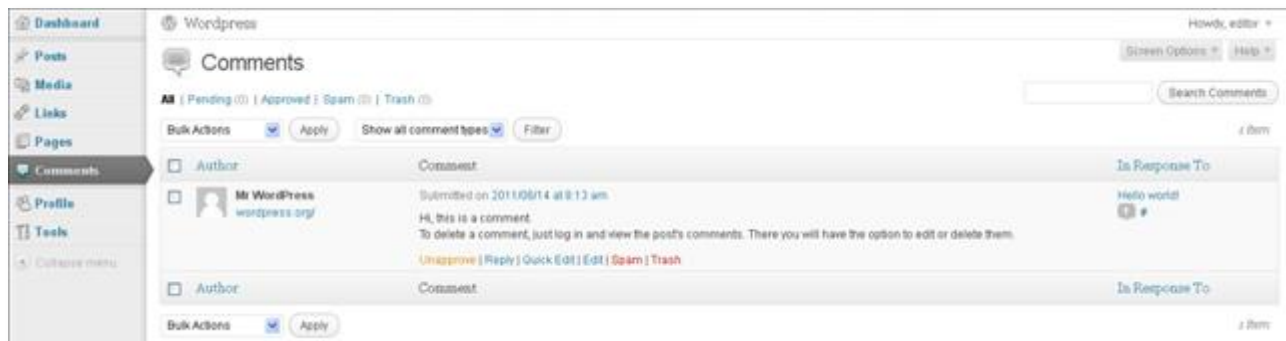 Dashboard
Wordpress
Howdy, editor
Posts
Comments
Screen Options
Help
Media
All | Pending (0) | Approved | Spam (0) | Trash (0)
Search Comments
Links
Bulk Actions
Apply
Show all comment types
Filter
1 item
Pages
Comments
Author
Comment
In Response To
Profile
Mr WordPress
Submitted on 2011/06/14 at 8:13 am
Hello world!
Tools
wordpress.org/
Hi, this is a comment.
#
To delete a comment, just log in and view the post's comments. There you will have the option to edit or delete them.
Collapse menu
Unapprove | Reply | Quick Edit | Edit | Spam | Trash
Author
Comment
In Response To
Bulk Actions
Apply
1 item